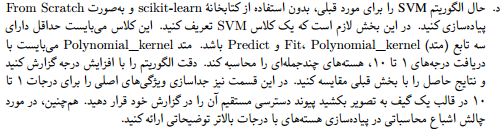 د. حال الگوریتم SVM را برای مورد قبلی، بدون استفاده از کتابخانهٔ scikit-learn و به‌صورت From Scratch
پیاده‌سازی کنید. در این بخش لازم است که یک کلاس SVM تعریف کنید. این کلاس می‌بایست حداقل دارای
سه تابع (متد) Fit، Polynomial_kernel و Predict باشد. متد Polynomial_kernel می‌بایست با
دریافت درجه‌های ۱ تا ۱۰، هسته‌های چندجمله‌ای را محاسبه کند. دقت الگوریتم را با افزایش درجه گزارش کنید
و نتایج حاصل را با بخش قبلی مقایسه کنید. در این قسمت نیز جداسازی ویژگی‌های اصلی را برای درجات ۱ تا
۱۰ در قالب یک گیف به تصویر بکشید پیوند دسترسی مستقیم آن را در گزارش خود قرار دهید. هم‌چنین، در مورد
چالش اشباع محاسباتی در پیاده‌سازی هسته‌های با درجات بالاتر توضیحاتی ارائه کنید.